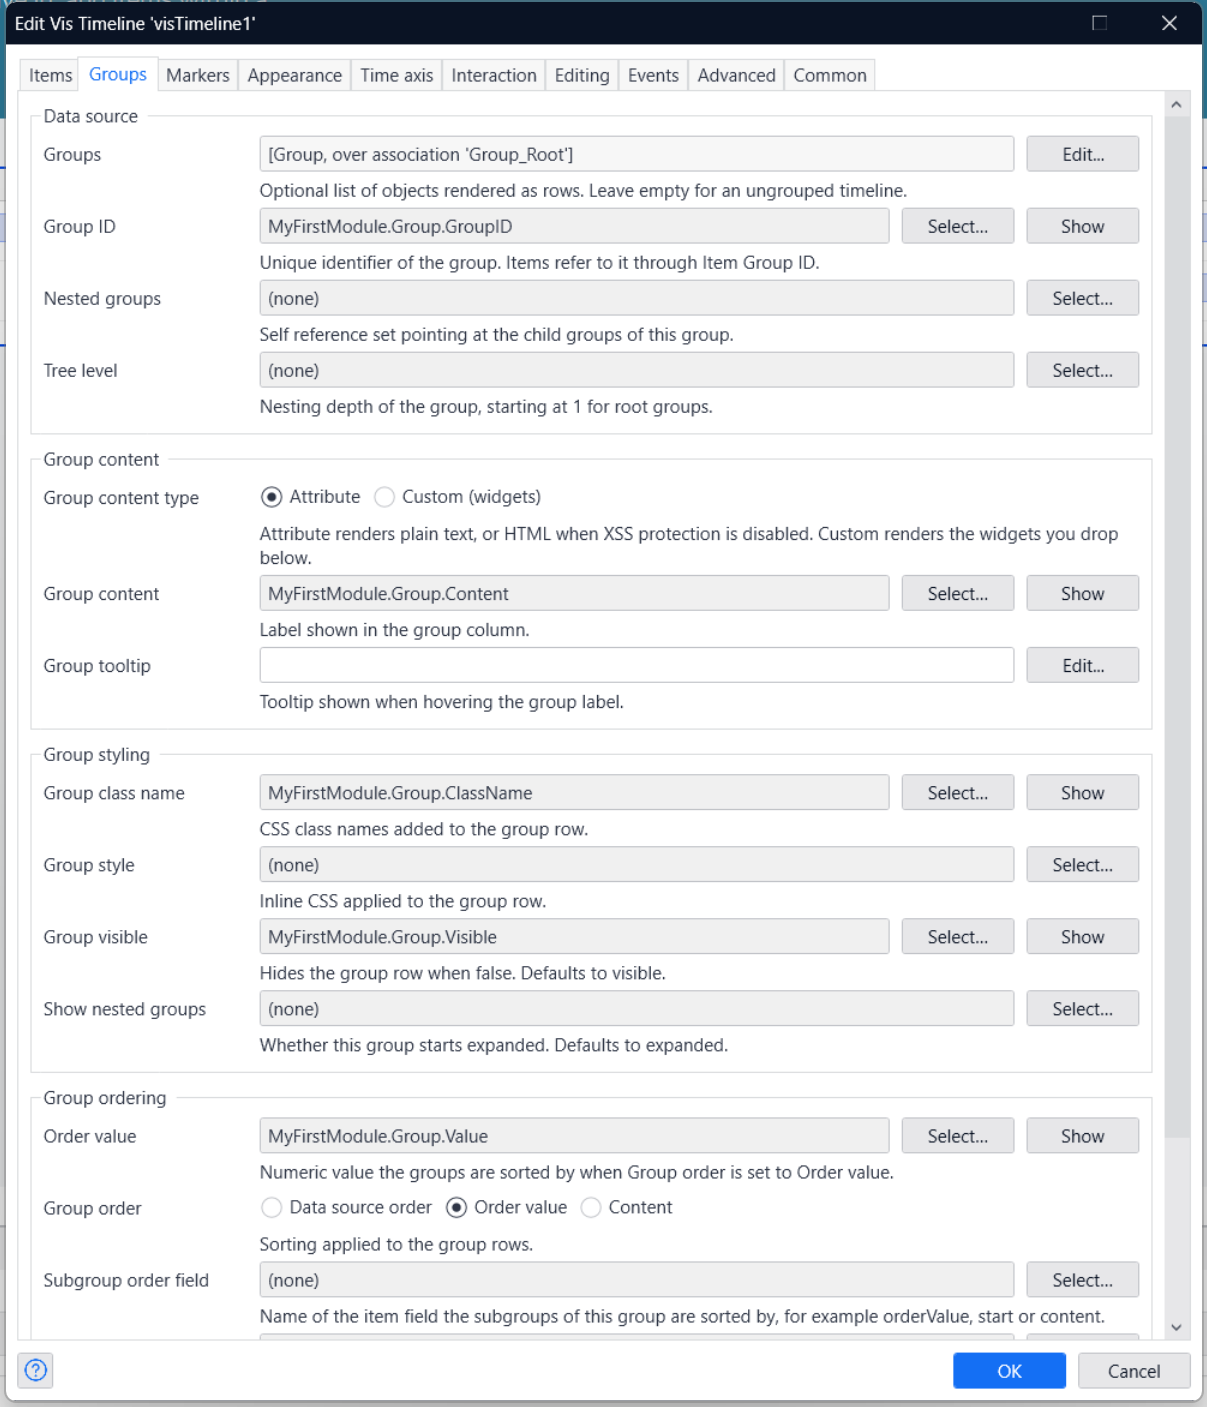 Edit Vis Timeline 'visTimeline1'
Items Groups Markers Appearance Time axis Interaction Editing Events Advanced Common
Data source
Groups [Group, over association 'Group_Root'] Edit...
Optional list of objects rendered as rows. Leave empty for an ungrouped timeline.
Group ID MyFirstModule.Group.GroupID Select... Show
Unique identifier of the group. Items refer to it through Item Group ID.
Nested groups (none) Select...
Self reference set pointing at the child groups of this group.
Tree level (none) Select...
Nesting depth of the group, starting at 1 for root groups.
Group content
Group content type Attribute Custom (widgets)
Attribute renders plain text, or HTML when XSS protection is disabled. Custom renders the widgets you drop
below.
Group content MyFirstModule.Group.Content Select... Show
Label shown in the group column.
Group tooltip Edit...
Tooltip shown when hovering the group label.
Group styling
Group class name MyFirstModule.Group.ClassName Select... Show
CSS class names added to the group row.
Group style (none) Select...
Inline CSS applied to the group row.
Group visible MyFirstModule.Group.Visible Select... Show
Hides the group row when false. Defaults to visible.
Show nested groups (none) Select...
Whether this group starts expanded. Defaults to expanded.
Group ordering
Order value MyFirstModule.Group.Value Select... Show
Numeric value the groups are sorted by when Group order is set to Order value.
Group order Data source order Order value Content
Sorting applied to the group rows.
Subgroup order field (none) Select...
Name of the item field the subgroups of this group are sorted by, for example orderValue, start or content.
OK Cancel